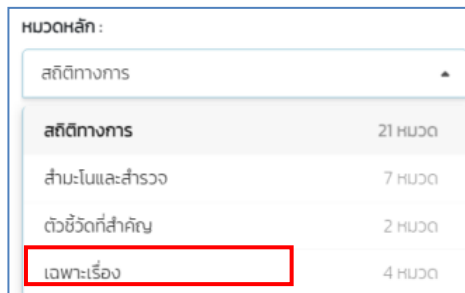 หมวดหลัก :
สถิติทางการ
สถิติทางการ 21 หมวด
สำมะโนและสำรวจ 7 หมวด
ตัวชี้วัดที่สำคัญ 2 หมวด
เฉพาะเรื่อง 4 หมวด